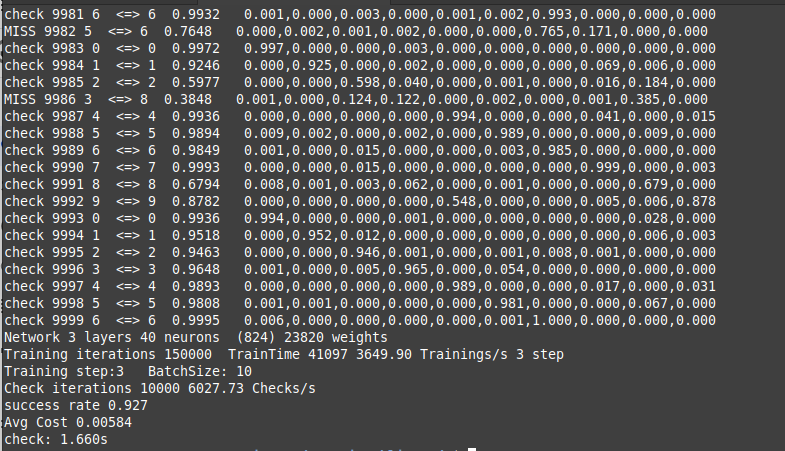 check 9981 6  <=> 6  0.9932   0.001,0.000,0.003,0.000,0.001,0.002,0.993,0.000,0.000,0.000
MISS 9982 5  <=> 6  0.7648   0.000,0.002,0.001,0.002,0.000,0.000,0.765,0.171,0.000,0.000
check 9983 0  <=> 0  0.9972   0.997,0.000,0.000,0.003,0.000,0.000,0.000,0.000,0.000,0.000
check 9984 1  <=> 1  0.9246   0.000,0.925,0.000,0.002,0.000,0.000,0.000,0.069,0.006,0.000
check 9985 2  <=> 2  0.5977   0.000,0.000,0.598,0.040,0.000,0.001,0.000,0.016,0.184,0.000
MISS 9986 3  <=> 8  0.3848   0.001,0.000,0.124,0.122,0.000,0.002,0.000,0.001,0.385,0.000
check 9987 4  <=> 4  0.9936   0.000,0.000,0.000,0.000,0.994,0.000,0.000,0.041,0.000,0.015
check 9988 5  <=> 5  0.9894   0.009,0.000,0.002,0.002,0.000,0.989,0.000,0.000,0.009,0.000
check 9989 6  <=> 6  0.9849   0.001,0.000,0.015,0.000,0.000,0.003,0.985,0.000,0.000,0.000
check 9990 7  <=> 7  0.9993   0.000,0.000,0.015,0.000,0.000,0.000,0.000,0.999,0.000,0.003
check 9991 8  <=> 8  0.6794   0.008,0.001,0.003,0.062,0.000,0.001,0.000,0.000,0.679,0.000
check 9992 9  <=> 9  0.8782   0.000,0.000,0.000,0.000,0.548,0.000,0.000,0.005,0.006,0.878
check 9993 0  <=> 0  0.9936   0.994,0.000,0.000,0.001,0.000,0.000,0.000,0.000,0.028,0.000
check 9994 1  <=> 1  0.9518   0.000,0.952,0.012,0.000,0.000,0.000,0.000,0.000,0.006,0.003
check 9995 2  <=> 2  0.9463   0.000,0.000,0.946,0.001,0.000,0.001,0.008,0.001,0.000,0.000
check 9996 3  <=> 3  0.9648   0.001,0.000,0.005,0.965,0.000,0.054,0.000,0.000,0.000,0.000
check 9997 4  <=> 4  0.9893   0.000,0.000,0.000,0.000,0.989,0.000,0.000,0.017,0.000,0.031
check 9998 5  <=> 5  0.9808   0.001,0.001,0.000,0.000,0.000,0.981,0.000,0.000,0.067,0.000
check 9999 6  <=> 6  0.9995   0.006,0.000,0.000,0.000,0.000,0.001,1.000,0.000,0.000,0.000
Network 3 layers 40 neurons  (824) 23820 weights
Training iterations 150000  TrainTime 41097 3649.90 Trainings/s 3 step
Training step:3   BatchSize: 10
Check iterations 10000 6027.73 Checks/s
success rate 0.927
Avg Cost 0.00584
check: 1.660s